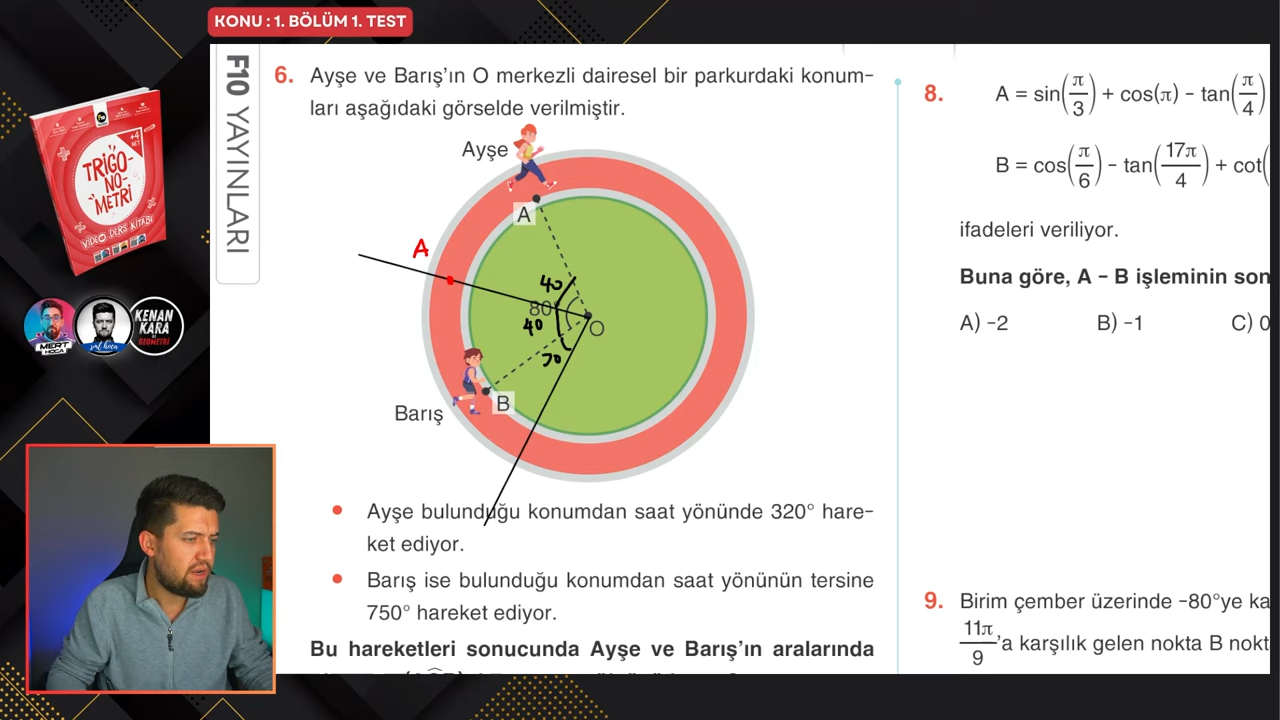 KONU : 1. BÖLÜM 1. TEST
F10 YAYINLARI
+4 NET
TRİGO-
NO-
METRİ
VİDEO DERS KİTABI
MERT HOCA
KENAN
KARA
GEOMETRİ
6. Ayşe ve Barış'ın O merkezli dairesel bir parkurdaki konum-
ları aşağıdaki görselde verilmiştir.
Ayşe
A
A
40
80
40
O
B
Barış
• Ayşe bulunduğu konumdan saat yönünde 320° hare-
ket ediyor.
• Barış ise bulunduğu konumdan saat yönünün tersine
750° hareket ediyor.
Bu hareketleri sonucunda Ayşe ve Barış'ın aralarında
8. A = sin(π/3) + cos(π) - tan(π/4)
B = cos(π/6) - tan(17π/4) + cot(
ifadeleri veriliyor.
Buna göre, A - B işleminin son
A) -2 B) -1 C) 0
9. Birim çember üzerinde -80°ye ka
11π/9'a karşılık gelen nokta B nokt